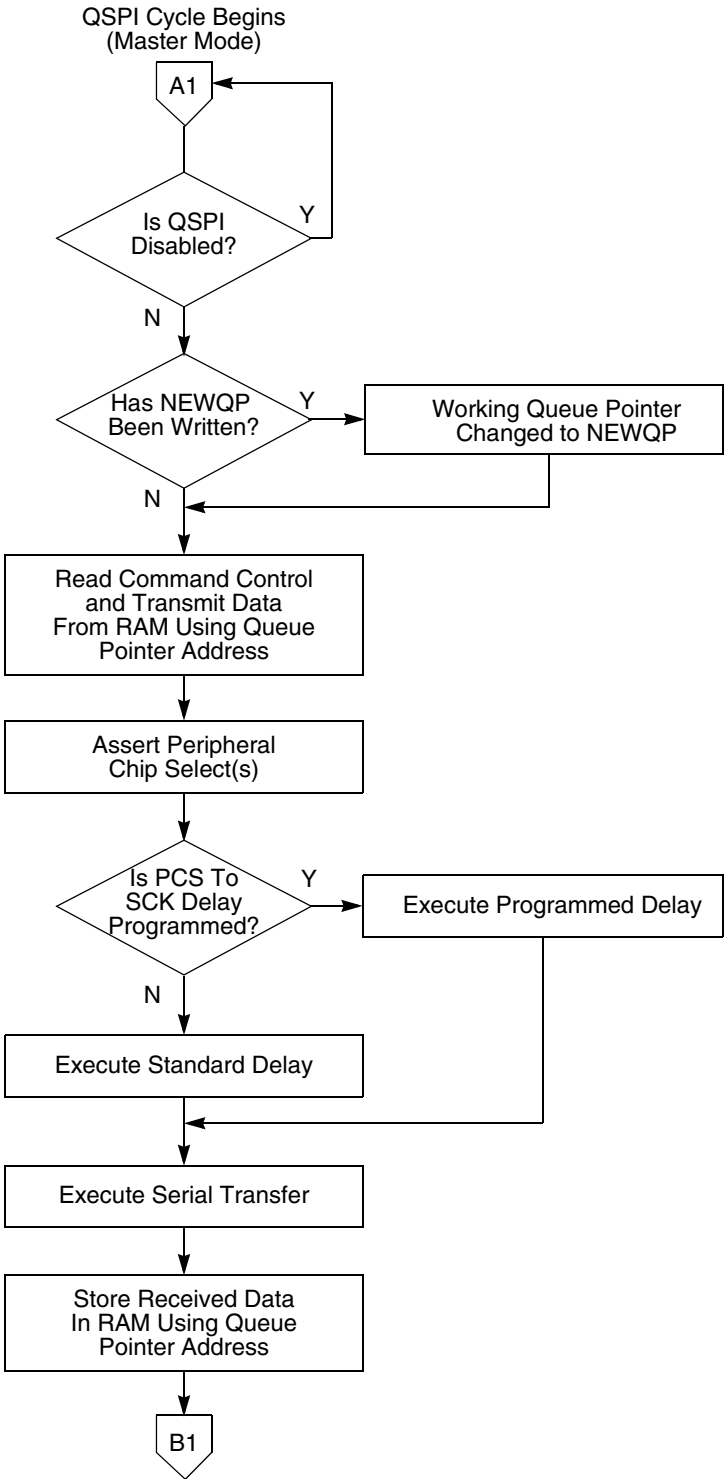 QSPI Cycle Begins
(Master Mode)
A1
Is QSPI
Disabled?
Y
N
Has NEWQP
Been Written?
Y
Working Queue Pointer
Changed to NEWQP
N
Read Command Control
and Transmit Data
From RAM Using Queue
Pointer Address
Assert Peripheral
Chip Select(s)
Is PCS To
SCK Delay
Programmed?
Y
Execute Programmed Delay
N
Execute Standard Delay
Execute Serial Transfer
Store Received Data
In RAM Using Queue
Pointer Address
B1